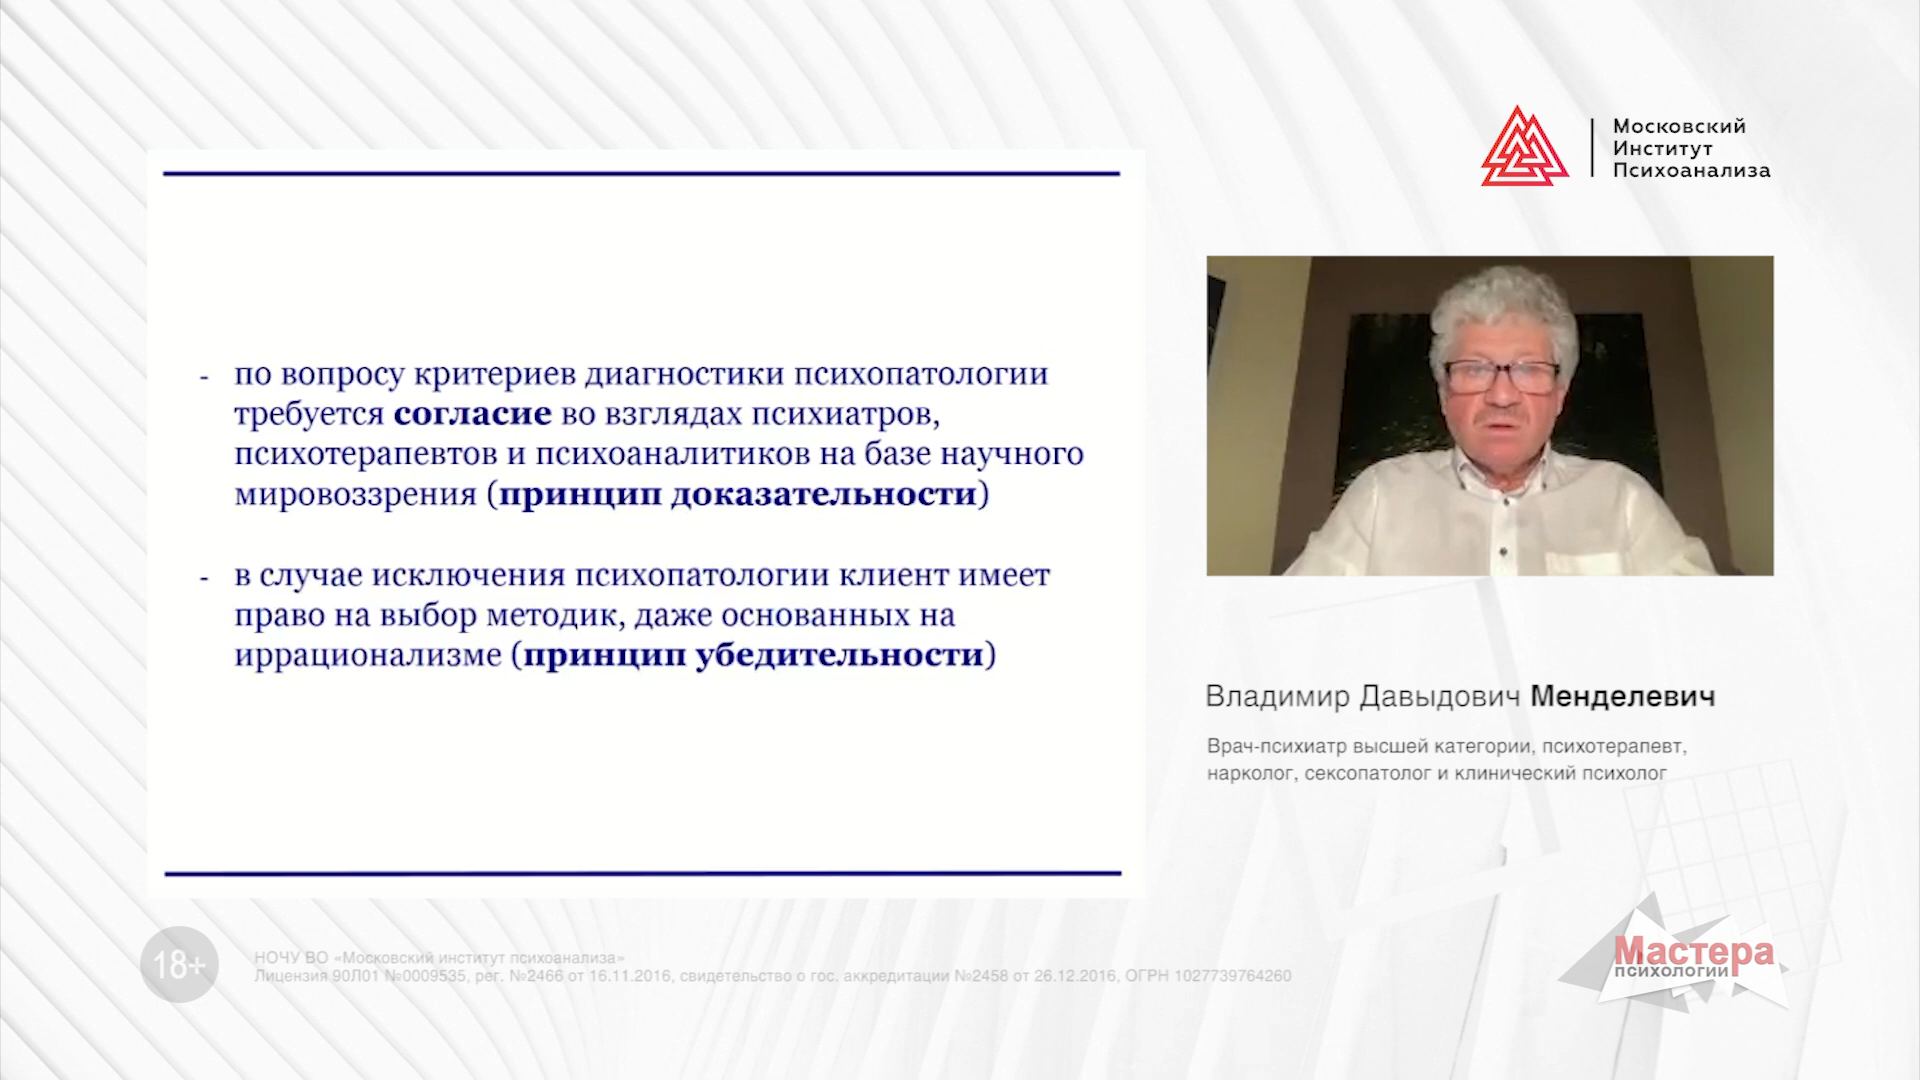 Московский
Институт
Психоанализа
- по вопросу критериев диагностики психопатологии
требуется согласие во взглядах психиатров,
психотерапевтов и психоаналитиков на базе научного
мировоззрения (принцип доказательности)
- в случае исключения психопатологии клиент имеет
право на выбор методик, даже основанных на
иррационализме (принцип убедительности)
Владимир Давыдович Менделевич
Врач-психиатр высшей категории, психотерапевт,
нарколог, сексопатолог и клинический психолог
18+
НОЧУ ВО «Московский институт психоанализа»
Лицензия 90Л01 №0009535, рег. №2466 от 16.11.2016, свидетельство о гос. аккредитации №2458 от 26.12.2016, ОГРН 1027739764260
Мастера
психологии